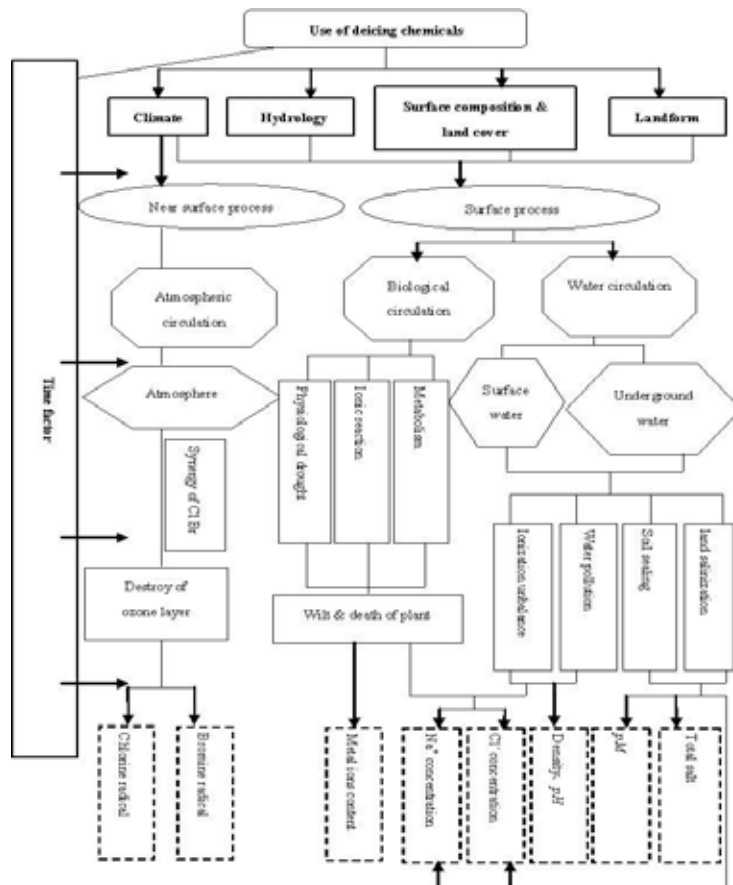 Use of deicing chemicals
Climate
Hydrology
Surface composition &
land cover
Landform
Time factor
Near surface process
Surface process
Atmospheric
circulation
Biological
circulation
Water circulation
Atmosphere
Surface
water
Underground
water
Physiological drought
Ionic reaction
Metabolism
Synergy of Cl Br
Ionization unbalance
Water pollution
Soil sealing
land salinization
Destroy of
ozone layer
Wilt & death of plant
Chlorine radical
Bromine radical
Metal ions content
Na⁺ concentration
Cl⁻ concentration
Density, pH
pM
Total salt